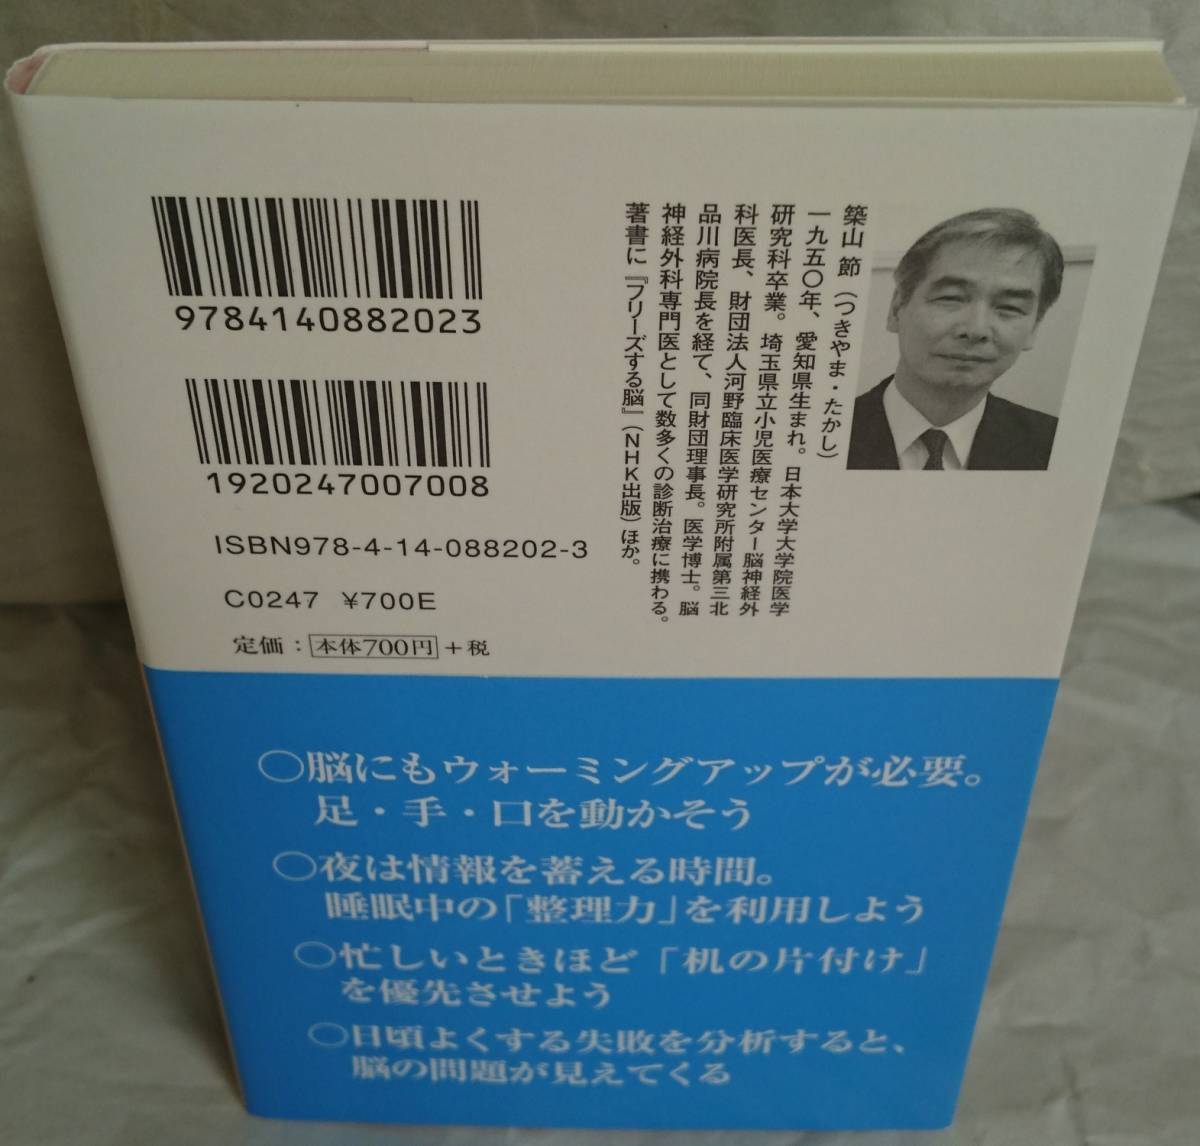 築山 節(つきやま・たかし)
一九五〇年、愛知県生まれ。日本大学大学院医学
研究科卒業。埼玉県立小児医療センター脳神経外
科医長、財団法人河野臨床医学研究所附属第三北
品川病院長を経て、同財団理事長。医学博士。脳
神経外科専門医として数多くの診断治療に携わる。
著書に『フリーズする脳』(NHK出版)ほか。
9784140882023
1920247007008
ISBN978-4-14-088202-3
C0247 ¥700E
定価：本体700円+税
○脳にもウォーミングアップが必要。
足・手・口を動かそう
○夜は情報を蓄える時間。
睡眠中の「整理力」を利用しよう
○忙しいときほど「机の片付け」
を優先させよう
○日頃よくする失敗を分析すると、
脳の問題が見えてくる